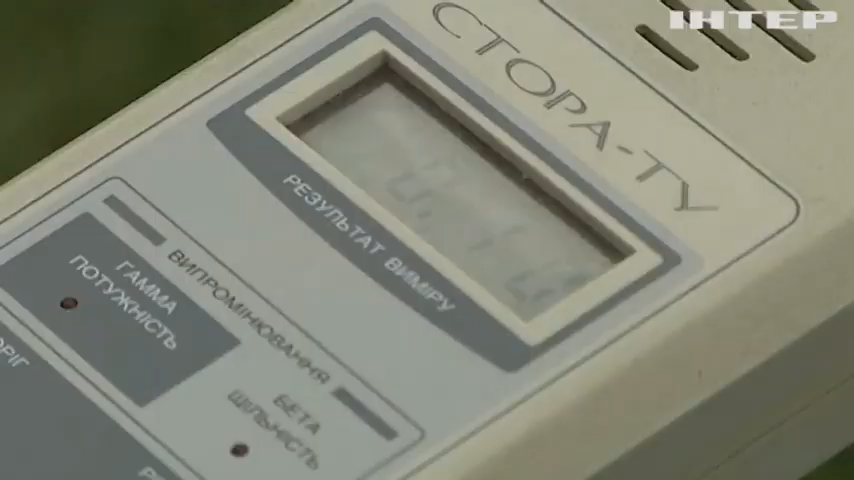 ІНТЕР
СТОРА-ТУ
РЕЗУЛЬТАТ ВИМІРУ
ВИПРОМІНЮВАННЯ
ГАММА
ПОТУЖНІСТЬ
БЕТА
ЩІЛЬНІСТЬ